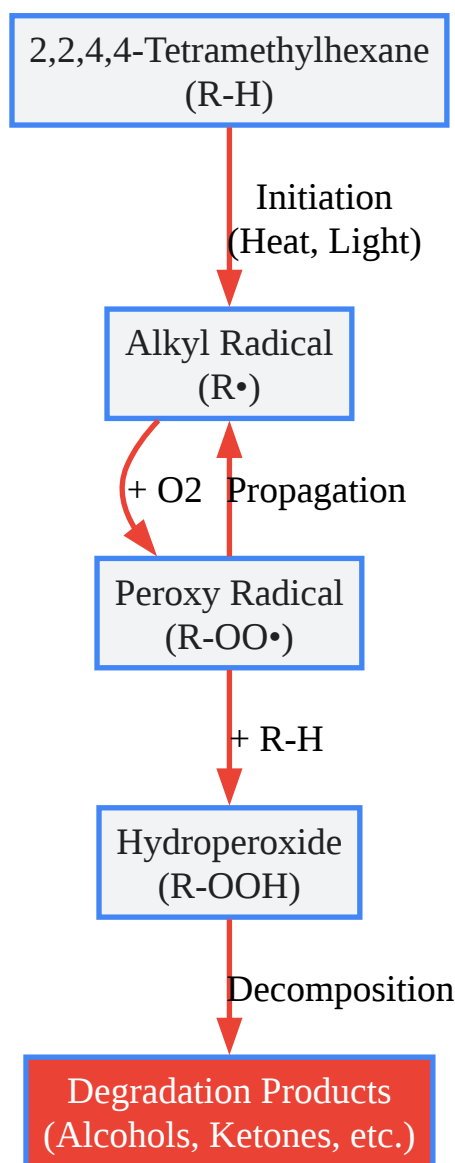 2,2,4,4-Tetramethylhexane
(R-H)
Initiation
(Heat, Light)
Alkyl Radical
(R•)
+ O2
Propagation
Peroxy Radical
(R-OO•)
+ R-H
Hydroperoxide
(R-OOH)
Decomposition
Degradation Products
(Alcohols, Ketones, etc.)